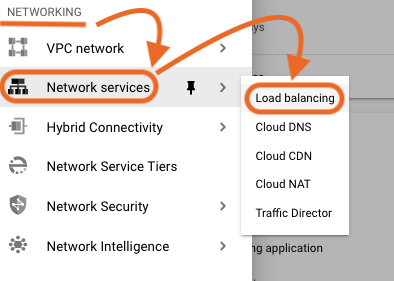 NETWORKING
VPC network
Network services
Hybrid Connectivity
Network Service Tiers
Network Security
Network Intelligence
Load balancing
Cloud DNS
Cloud CDN
Cloud NAT
Traffic Director
ng application